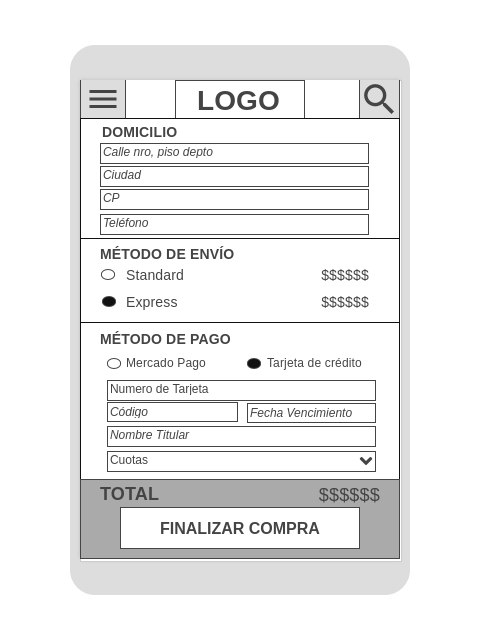 LOGO
DOMICILIO
Calle nro, piso depto
Ciudad
CP
Teléfono
MÉTODO DE ENVÍO
Standard $$$$$$
Express $$$$$$
MÉTODO DE PAGO
Mercado Pago Tarjeta de crédito
Numero de Tarjeta
Código Fecha Vencimiento
Nombre Titular
Cuotas
TOTAL $$$$$$
FINALIZAR COMPRA